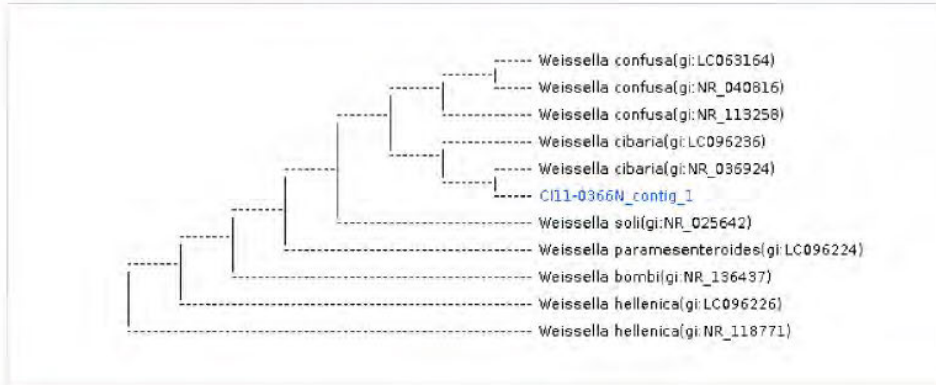 Weissella confusa(gi:LC063164)
Weissella confusa(gi:NR_040816)
Weissella confusa(gi:NR_113258)
Weissella cibaria(gi:LC096236)
Weissella cibaria(gi:NR_036924)
CJ11-0366N_contig_1
Weissella soli(gi:NR_025642)
Weissella paramesenteroides(gi:LC096224)
Weissella bombi(gi:NR_136437)
Weissella hellenica(gi:LC096226)
Weissella hellenica(gi:NR_118771)